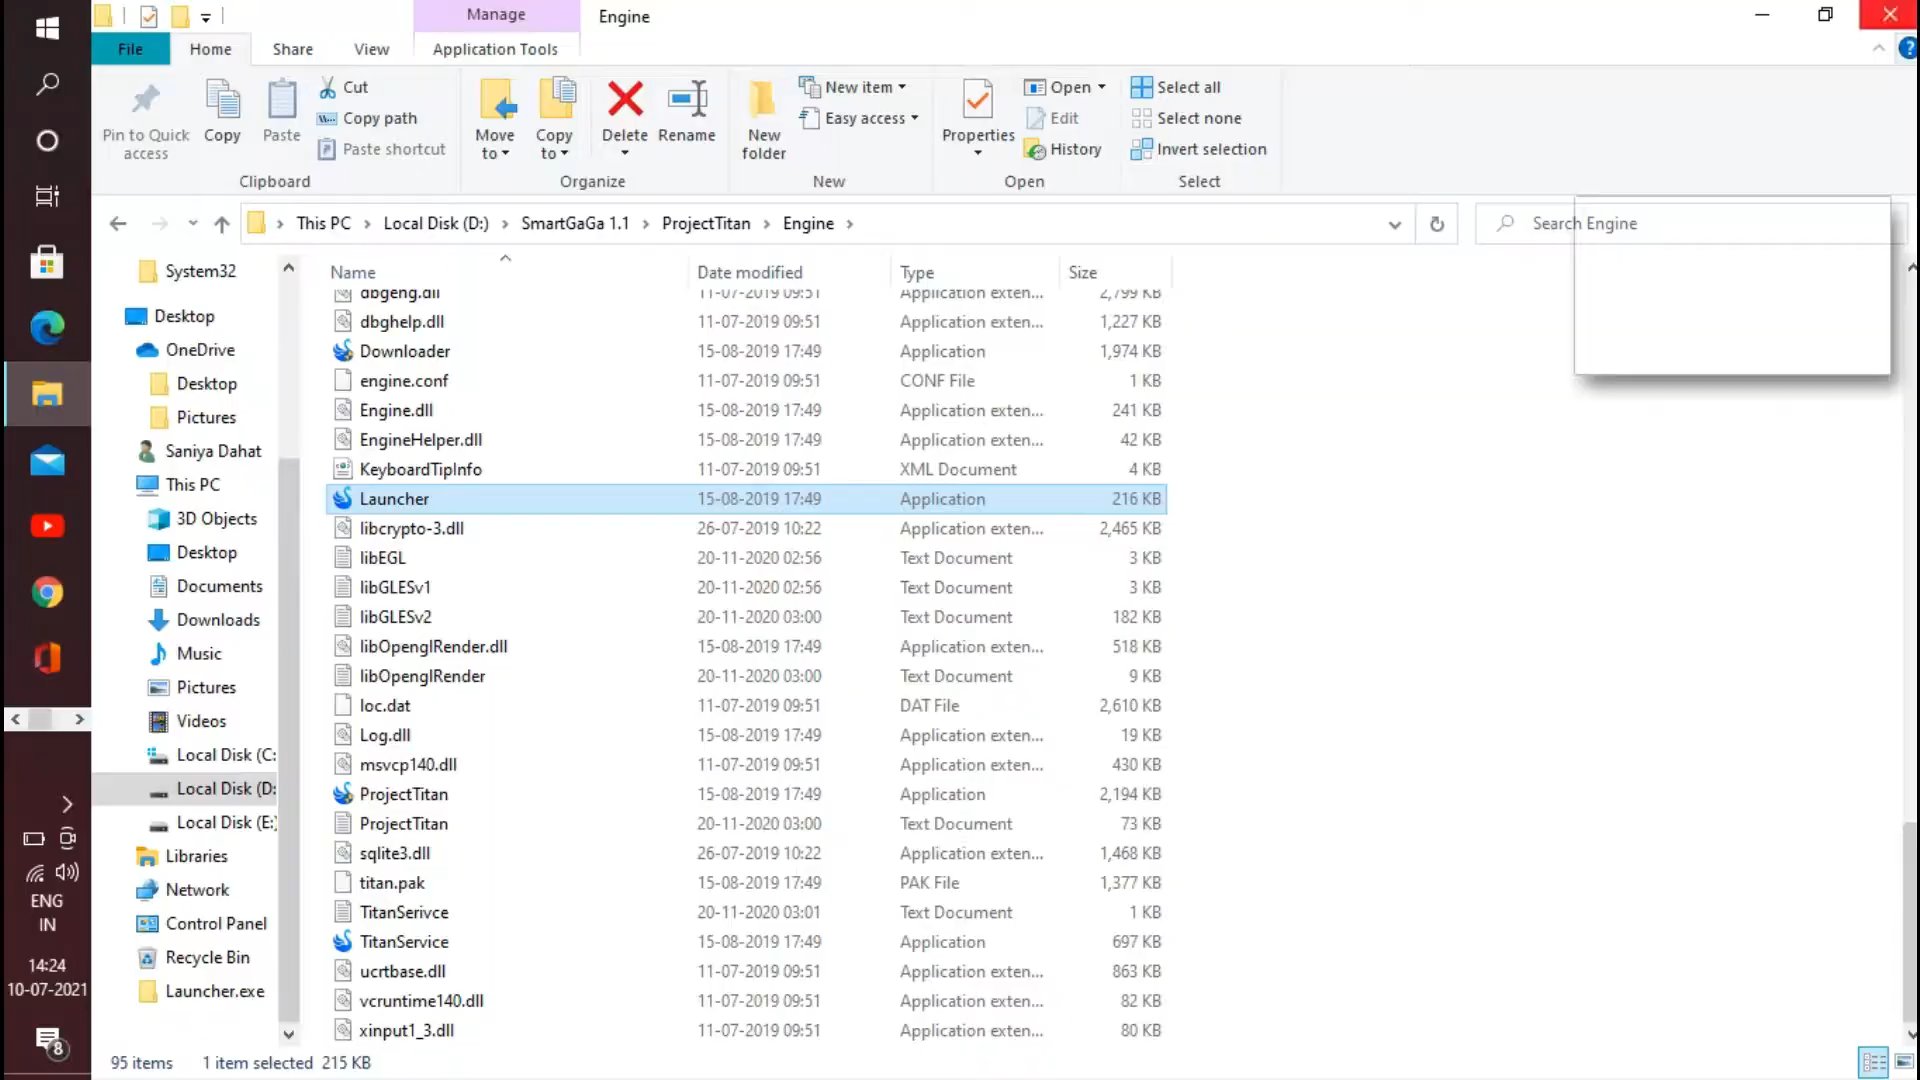 Manage
Engine
File
Home
Share
View
Application Tools
Pin to Quick access
Copy
Paste
Cut
Copy path
Paste shortcut
Clipboard
Move to
Copy to
Delete
Rename
Organize
New folder
New item
Easy access
New
Properties
Open
Edit
History
Open
Select all
Select none
Invert selection
Select
This PC > Local Disk (D:) > SmartGaGa 1.1 > ProjectTitan > Engine >
Search Engine
System32
Desktop
OneDrive
Desktop
Pictures
Saniya Dahat
This PC
3D Objects
Desktop
Documents
Downloads
Music
Pictures
Videos
Local Disk (C:
Local Disk (D:
Local Disk (E:)
Libraries
Network
Control Panel
Recycle Bin
Launcher.exe
Name Date modified Type Size
dbgeng.dll 11-07-2019 09:51 Application exten... 2,799 KB
dbghelp.dll 11-07-2019 09:51 Application exten... 1,227 KB
Downloader 15-08-2019 17:49 Application 1,974 KB
engine.conf 11-07-2019 09:51 CONF File 1 KB
Engine.dll 15-08-2019 17:49 Application exten... 241 KB
EngineHelper.dll 15-08-2019 17:49 Application exten... 42 KB
KeyboardTipInfo 11-07-2019 09:51 XML Document 4 KB
Launcher 15-08-2019 17:49 Application 216 KB
libcrypto-3.dll 26-07-2019 10:22 Application exten... 2,465 KB
libEGL 20-11-2020 02:56 Text Document 3 KB
libGLESv1 20-11-2020 02:56 Text Document 3 KB
libGLESv2 20-11-2020 03:00 Text Document 182 KB
libOpenglRender.dll 15-08-2019 17:49 Application exten... 518 KB
libOpenglRender 20-11-2020 03:00 Text Document 9 KB
loc.dat 11-07-2019 09:51 DAT File 2,610 KB
Log.dll 15-08-2019 17:49 Application exten... 19 KB
msvcp140.dll 11-07-2019 09:51 Application exten... 430 KB
ProjectTitan 15-08-2019 17:49 Application 2,194 KB
ProjectTitan 20-11-2020 03:00 Text Document 73 KB
sqlite3.dll 26-07-2019 10:22 Application exten... 1,468 KB
titan.pak 15-08-2019 17:49 PAK File 1,377 KB
TitanSerivce 20-11-2020 03:01 Text Document 1 KB
TitanService 15-08-2019 17:49 Application 697 KB
ucrtbase.dll 11-07-2019 09:51 Application exten... 863 KB
vcruntime140.dll 11-07-2019 09:51 Application exten... 82 KB
xinput1_3.dll 11-07-2019 09:51 Application exten... 80 KB
95 items 1 item selected 215 KB
ENG
IN
14:24
10-07-2021
8